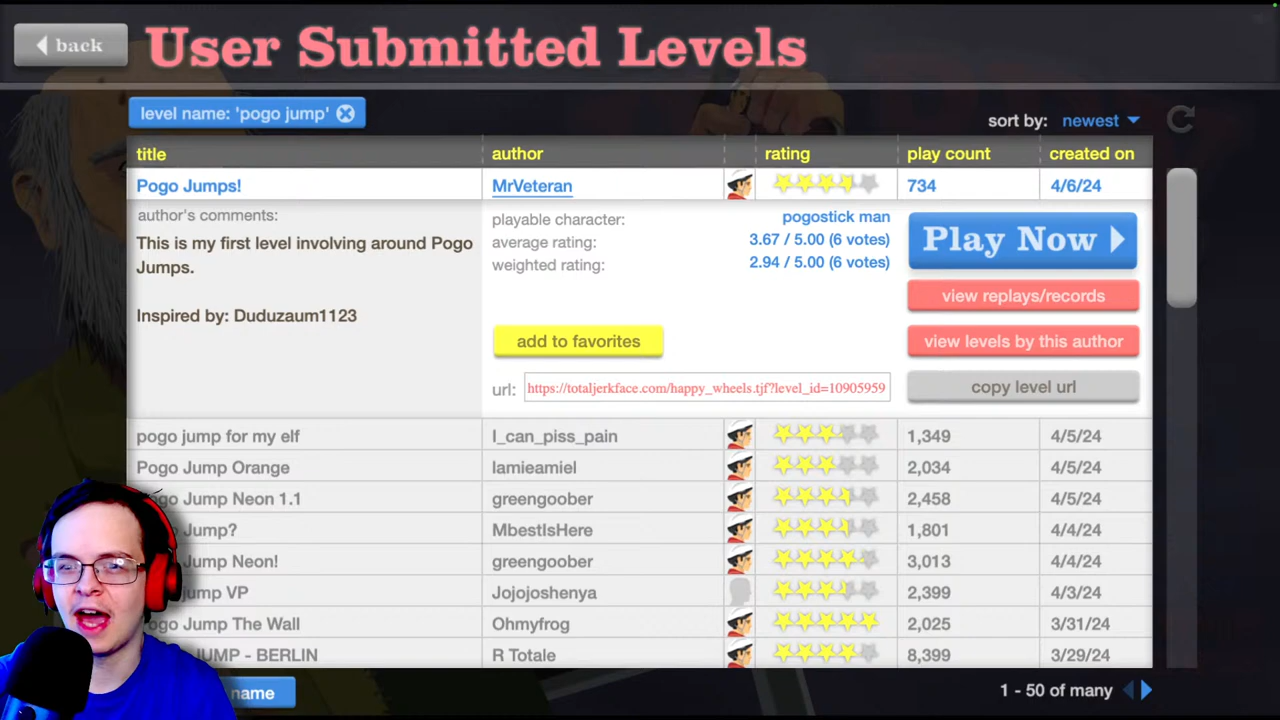 back
User Submitted Levels
level name: 'pogo jump'
sort by: newest
title author rating play count created on
Pogo Jumps! MrVeteran 734 4/6/24
author's comments:
This is my first level involving around Pogo
Jumps.
Inspired by: Duduzaum1123
playable character: pogostick man
average rating: 3.67 / 5.00 (6 votes)
weighted rating: 2.94 / 5.00 (6 votes)
add to favorites
url: https://totaljerkface.com/happy_wheels.tjf?level_id=10905959
Play Now
view replays/records
view levels by this author
copy level url
pogo jump for my elf I_can_piss_pain 1,349 4/5/24
Pogo Jump Orange lamieamiel 2,034 4/5/24
Pogo Jump Neon 1.1 greengoober 2,458 4/5/24
Jump? MbestIsHere 1,801 4/4/24
Jump Neon! greengoober 3,013 4/4/24
jump VP Jojojoshenya 2,399 4/3/24
Jump The Wall Ohmyfrog 2,025 3/31/24
JUMP - BERLIN R Totale 8,399 3/29/24
name
1 - 50 of many